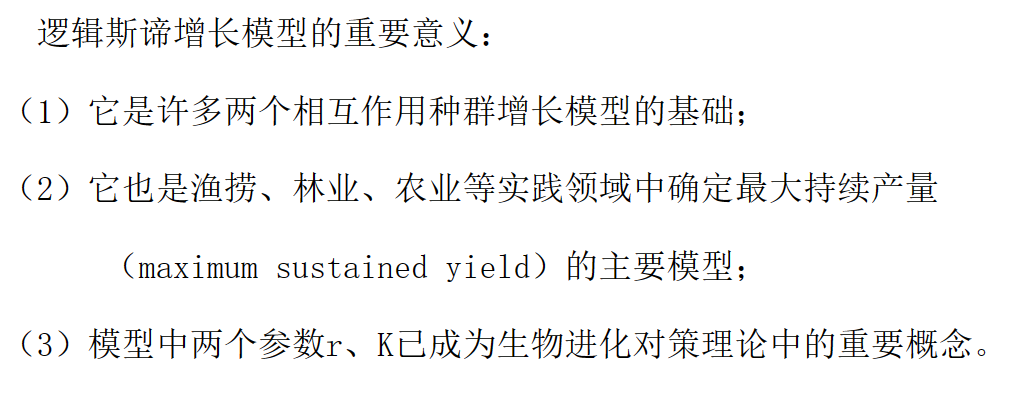 逻辑斯谛增长模型的重要意义：
（1）它是许多两个相互作用种群增长模型的基础；
（2）它也是渔捞、林业、农业等实践领域中确定最大持续产量
（maximum sustained yield）的主要模型；
（3）模型中两个参数r、K已成为生物进化对策理论中的重要概念。